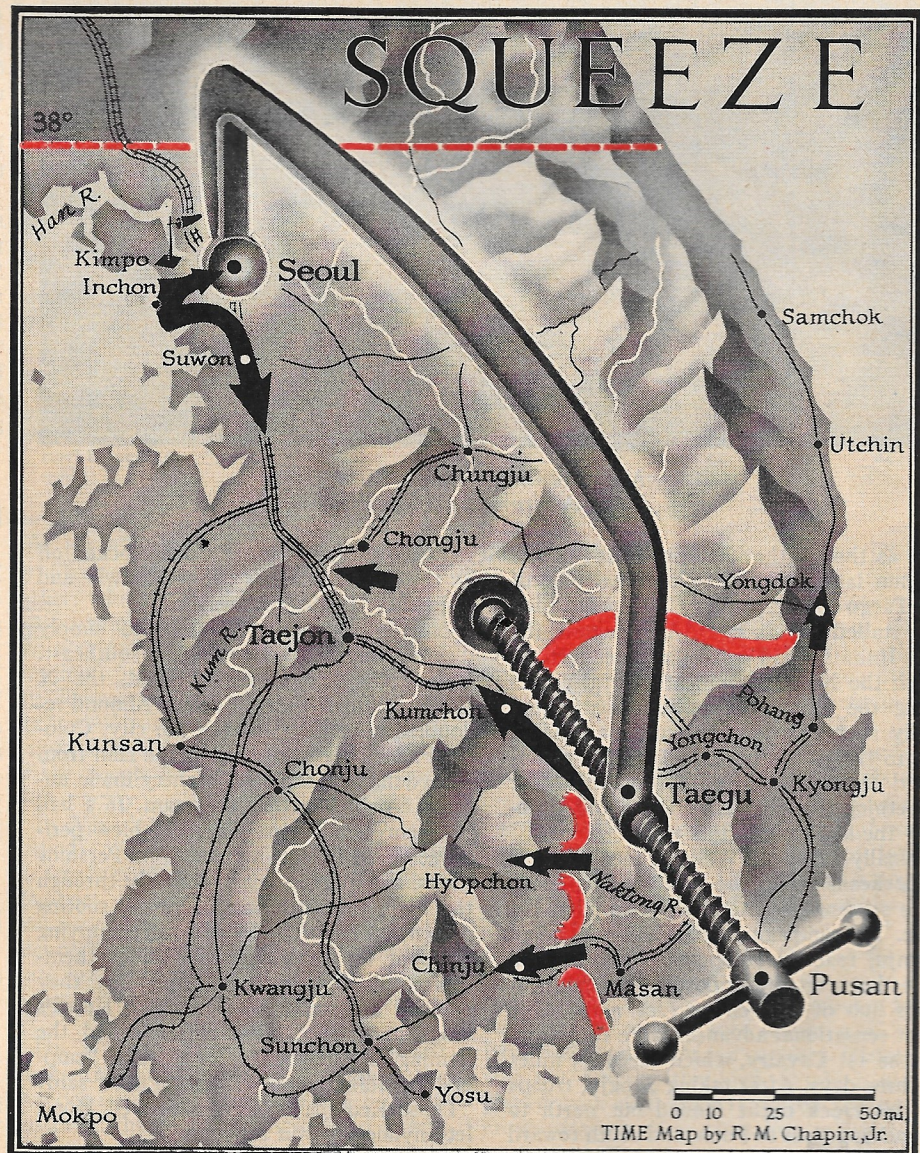 SQUEEZE
38°
Han R.
Kimpo
Inchon
Seoul
Suwon
Samchok
Utchin
Chungju
Chongju
Yongdok
Kum R.
Taejon
Kumchon
Pohang
Yongchon
Kunsan
Chonju
Taegu
Kyongju
Hyopchon
Naktong R.
Chinju
Masan
Pusan
Kwangju
Sunchon
Yosu
Mokpo
0 10 25 50 mi.
TIME Map by R.M. Chapin, Jr.